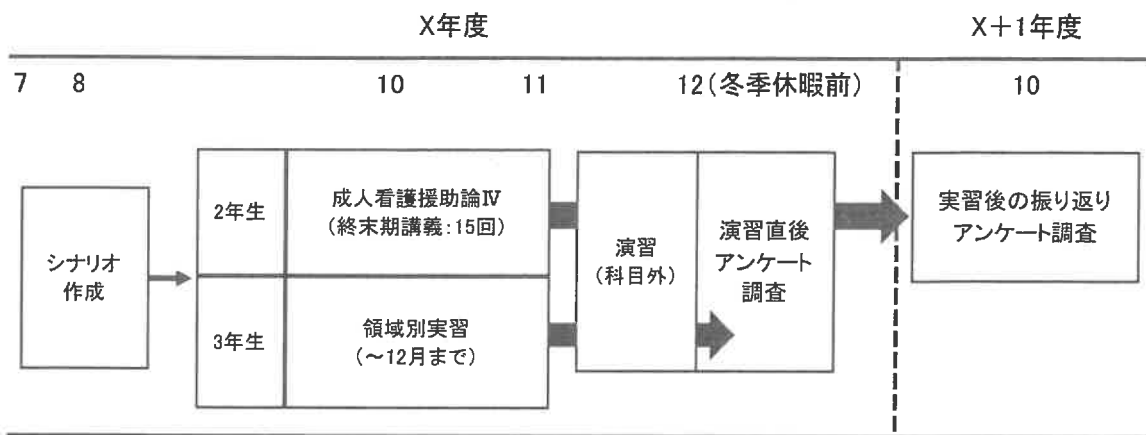 X年度
X+1年度
7
8
10
11
12(冬季休暇前)
10
シナリオ
作成
2年生
成人看護援助論Ⅳ
(終末期講義:15回)
3年生
領域別実習
(～12月まで)
演習
(科目外)
演習直後
アンケート
調査
実習後の振り返り
アンケート調査